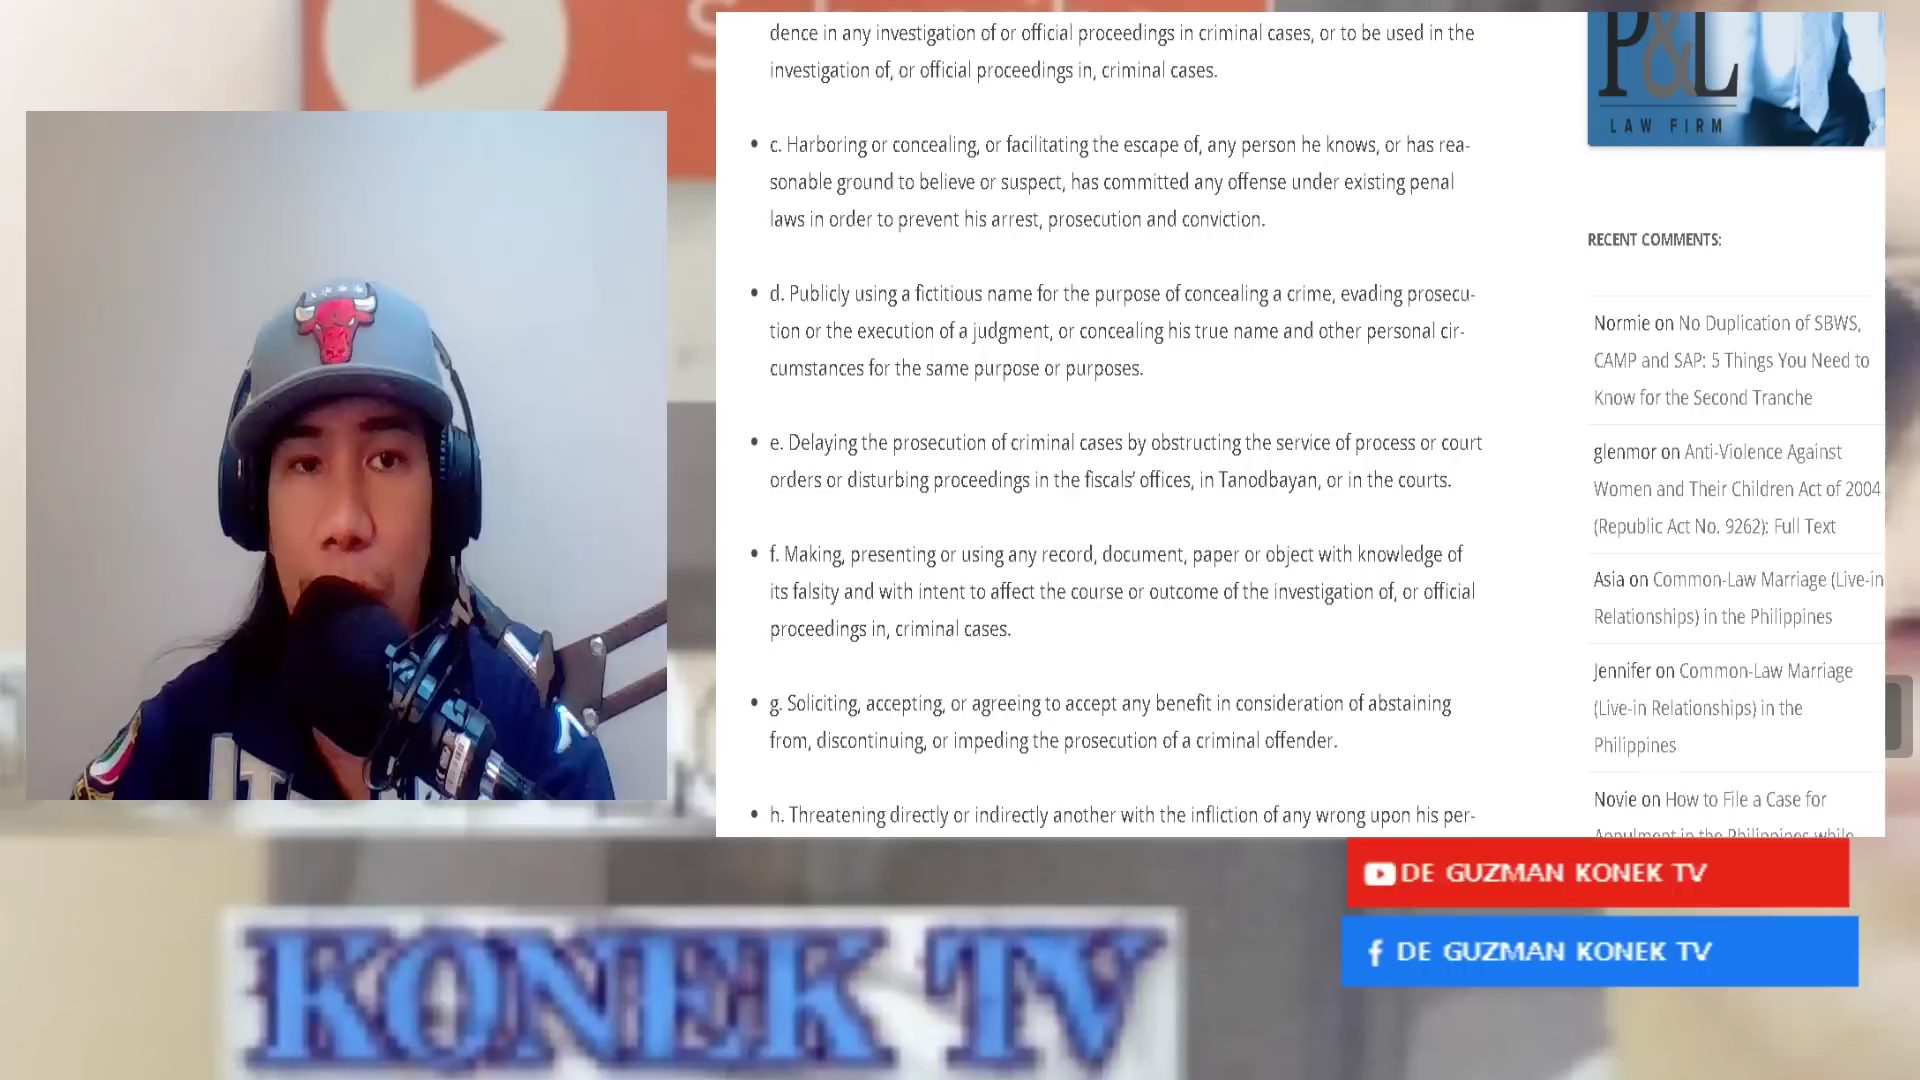 dence in any investigation of or official proceedings in criminal cases, or to be used in the
investigation of, or official proceedings in, criminal cases.
• c. Harboring or concealing, or facilitating the escape of, any person he knows, or has rea-
sonable ground to believe or suspect, has committed any offense under existing penal
laws in order to prevent his arrest, prosecution and conviction.
• d. Publicly using a fictitious name for the purpose of concealing a crime, evading prosecu-
tion or the execution of a judgment, or concealing his true name and other personal cir-
cumstances for the same purpose or purposes.
• e. Delaying the prosecution of criminal cases by obstructing the service of process or court
orders or disturbing proceedings in the fiscals’ offices, in Tanodbayan, or in the courts.
• f. Making, presenting or using any record, document, paper or object with knowledge of
its falsity and with intent to affect the course or outcome of the investigation of, or official
proceedings in, criminal cases.
• g. Soliciting, accepting, or agreeing to accept any benefit in consideration of abstaining
from, discontinuing, or impeding the prosecution of a criminal offender.
• h. Threatening directly or indirectly another with the infliction of any wrong upon his per-
P&L
LAW FIRM
RECENT COMMENTS:
Normie on No Duplication of SBWS,
CAMP and SAP: 5 Things You Need to
Know for the Second Tranche
glenmor on Anti-Violence Against
Women and Their Children Act of 2004
(Republic Act No. 9262): Full Text
Asia on Common-Law Marriage (Live-in
Relationships) in the Philippines
Jennifer on Common-Law Marriage
(Live-in Relationships) in the
Philippines
Novie on How to File a Case for
Annulment in the Philippines while
DE GUZMAN KONEK TV
DE GUZMAN KONEK TV
KONEK TV